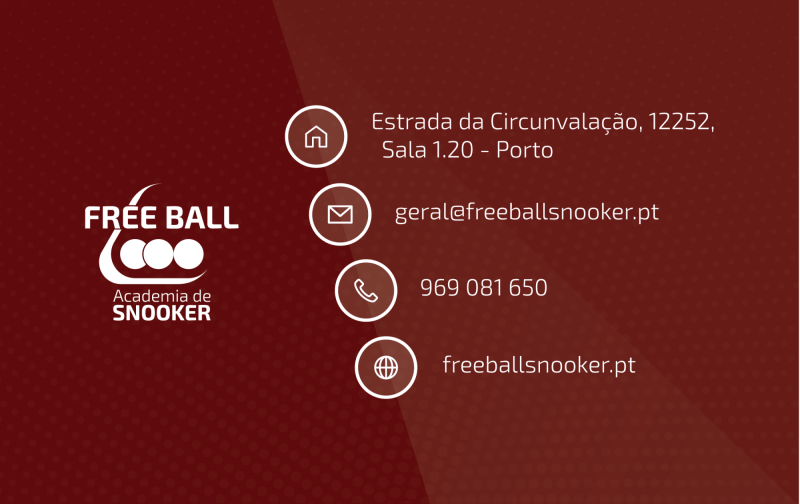 FREE BALL
Academia de
SNOOKER
Estrada da Circunvalação, 12252,
Sala 1.20 - Porto
geral@freeballsnooker.pt
969 081 650
freeballsnooker.pt